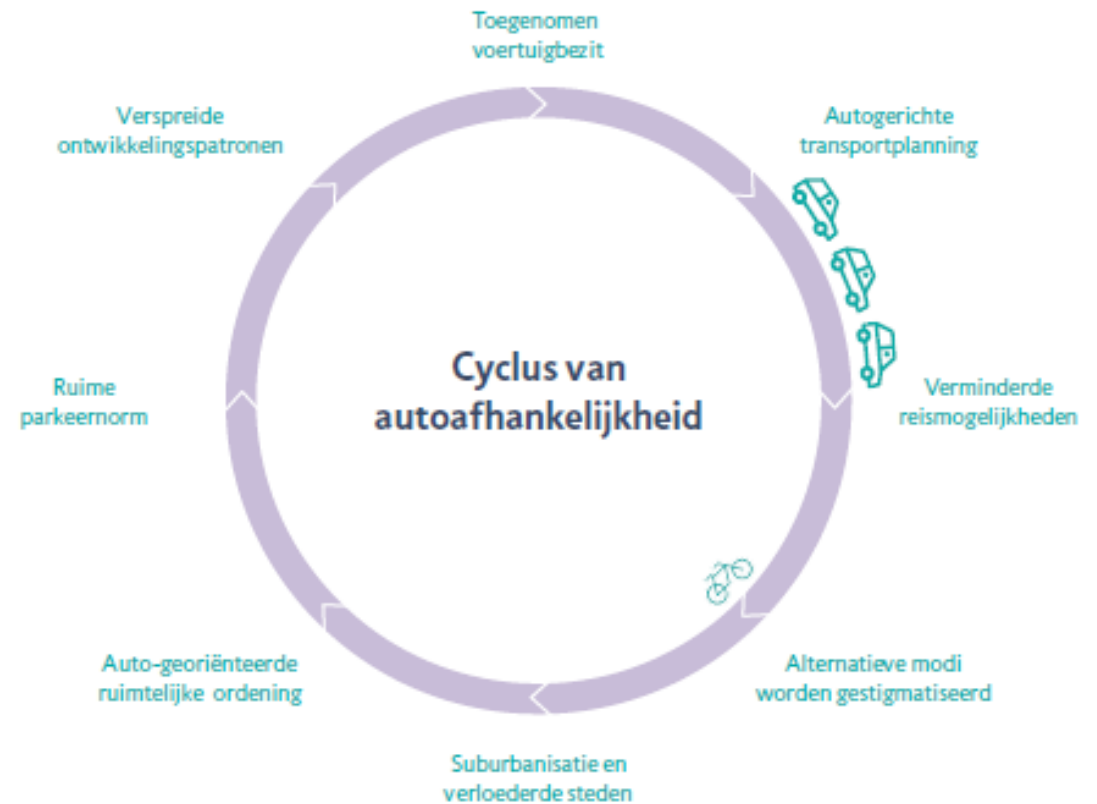 Toegenomen
voertuigbezit
Autogerichte
transportplanning
Verminderde
reismogelijkheden
Alternatieve modi
worden gestigmatiseerd
Suburbanisatie en
verloederde steden
Auto-georiënteerde
ruimtelijke ordening
Ruime
parkeernorm
Verspreide
ontwikkelingspatronen
Cyclus van
autoafhankelijkheid